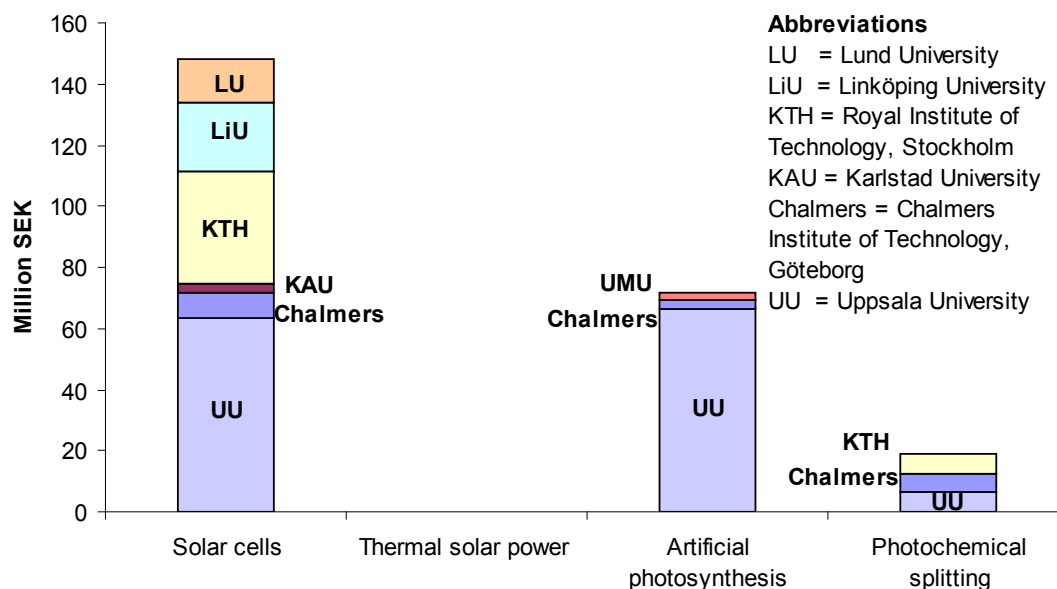 Million SEK
160
140
120
100
80
60
40
20
0
LU
LiU
KTH
KAU
Chalmers
UU
UMU
Chalmers
UU
KTH
Chalmers
UU
Solar cells
Thermal solar power
Artificial
photosynthesis
Photochemical
splitting
Abbreviations
LU = Lund University
LiU = Linköping University
KTH = Royal Institute of
Technology, Stockholm
KAU = Karlstad University
Chalmers = Chalmers
Institute of Technology,
Göteborg
UU = Uppsala University